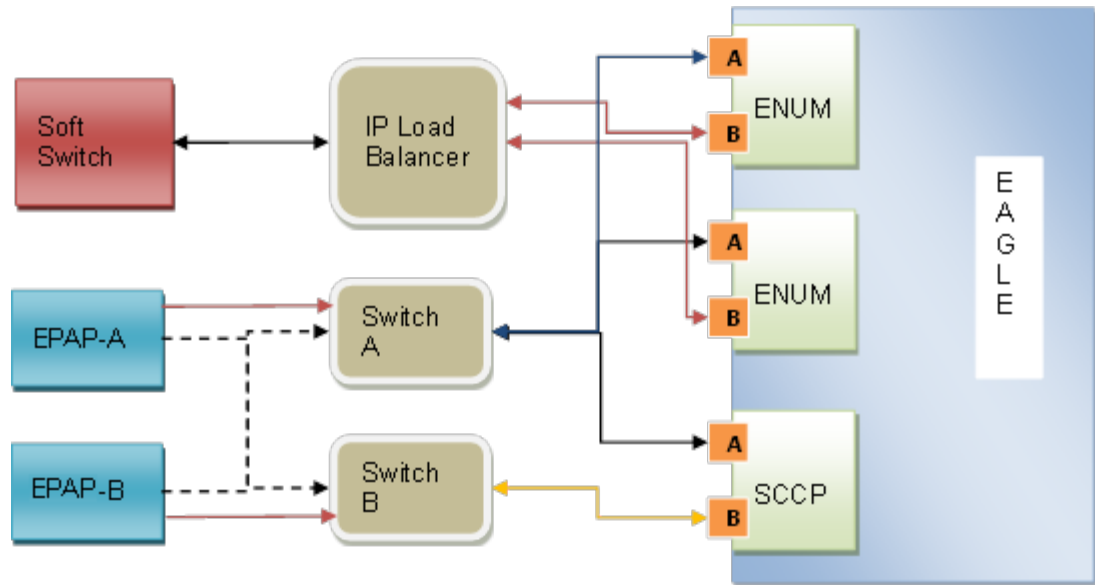 Soft
Switch
IP Load
Balancer
A
ENUM
B
EPAP-A
Switch
A
A
ENUM
B
EPAP-B
Switch
B
A
SCCP
B
E
A
G
L
E